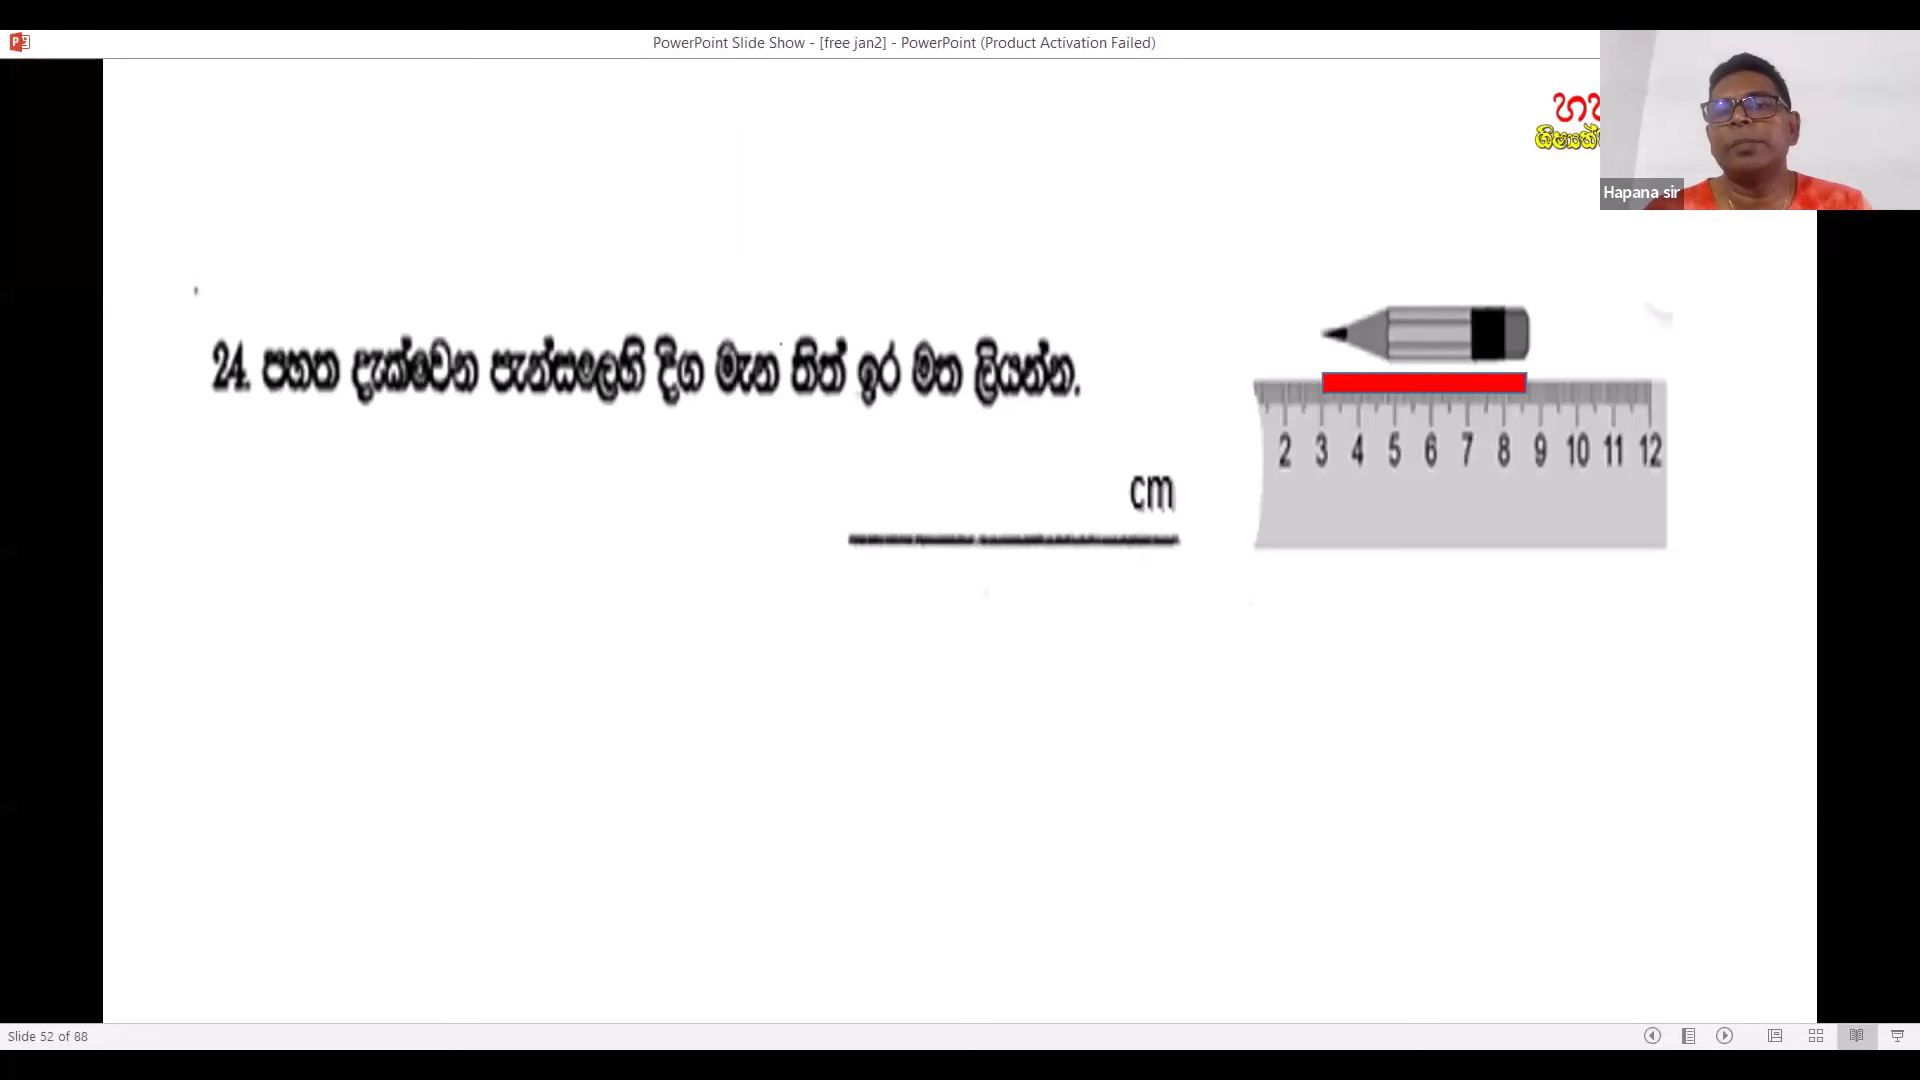 PowerPoint Slide Show - [free jan2] - PowerPoint (Product Activation Failed)
Hapana sir
24. පහත දැක්වෙන පැන්සලෙහි දිග මැන තිත් ඉර මත ලියන්න.
cm
2 3 4 5 6 7 8 9 10 11 12
Slide 52 of 88